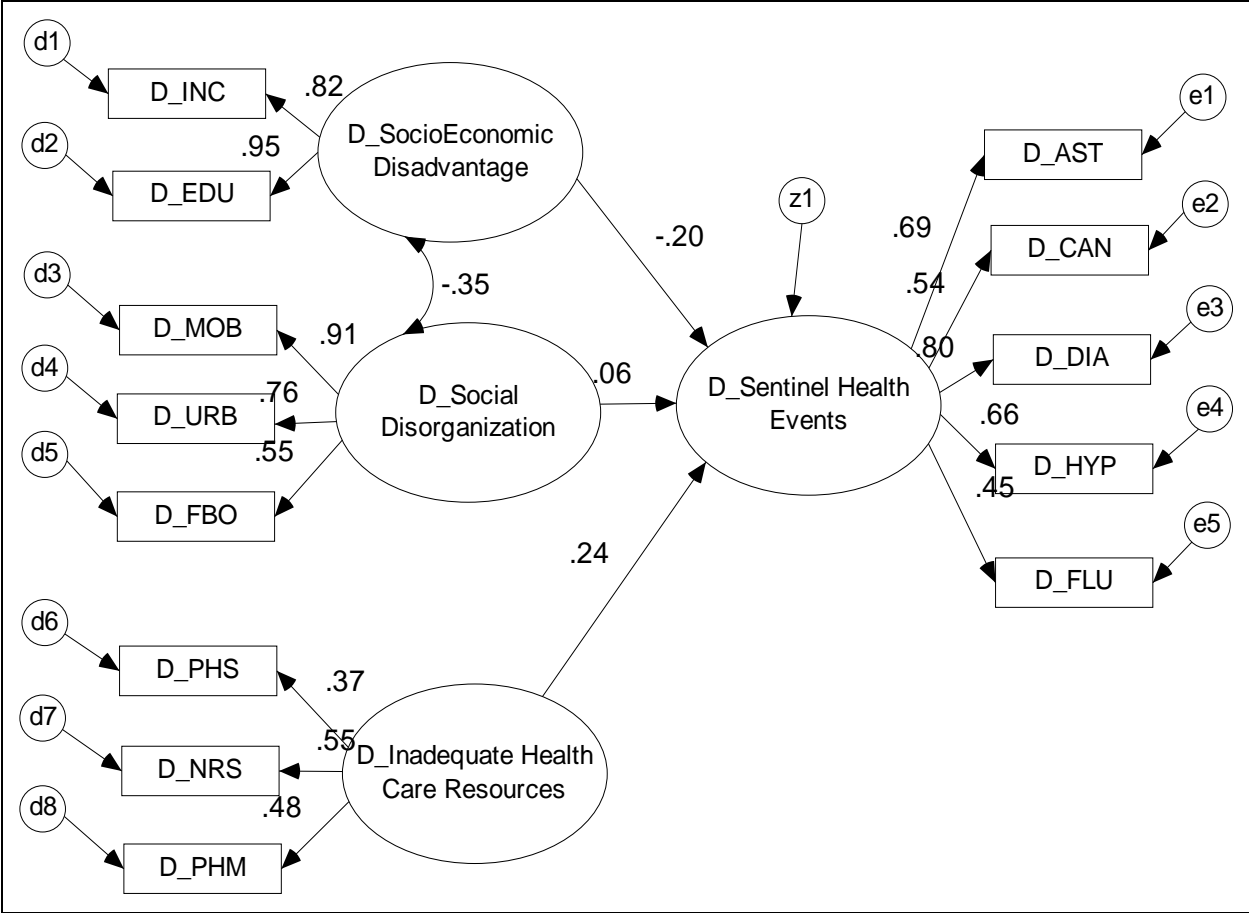 d1
D_INC
.82
d2
.95
D_EDU
D_SocioEconomic
Disadvantage
-.35
d3
D_MOB
.91
d4
D_URB
.76
d5
.55
D_FBO
D_Social
Disorganization
d6
D_PHS
.37
d7
D_NRS
.55
d8
.48
D_PHM
D_Inadequate Health
Care Resources
-.20
.06
.24
z1
D_Sentinel Health
Events
.69
D_AST
e1
.54
D_CAN
e2
.80
D_DIA
e3
.66
D_HYP
e4
.45
D_FLU
e5